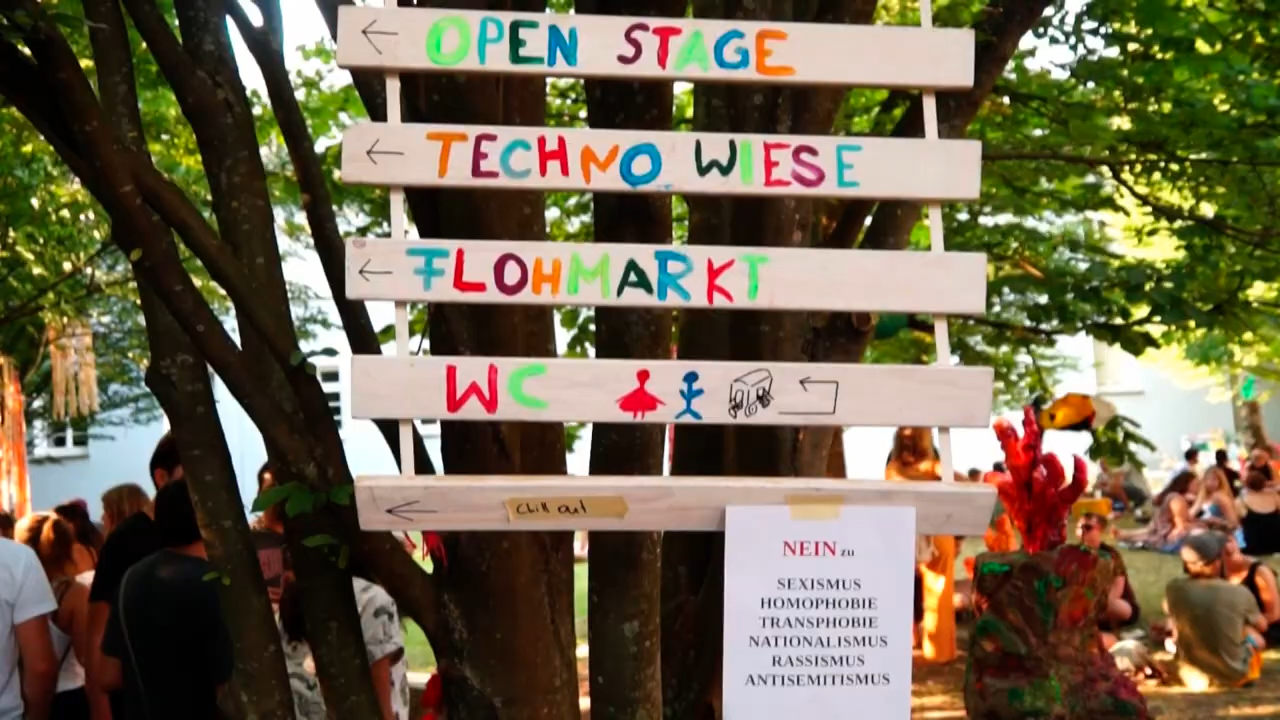 ← OPEN STAGE
← TECHNO WIESE
← FLOHMARKT
WC
← Chill out
NEIN zu
SEXISMUS
HOMOPHOBIE
TRANSPHOBIE
NATIONALISMUS
RASSISMUS
ANTISEMITISMUS